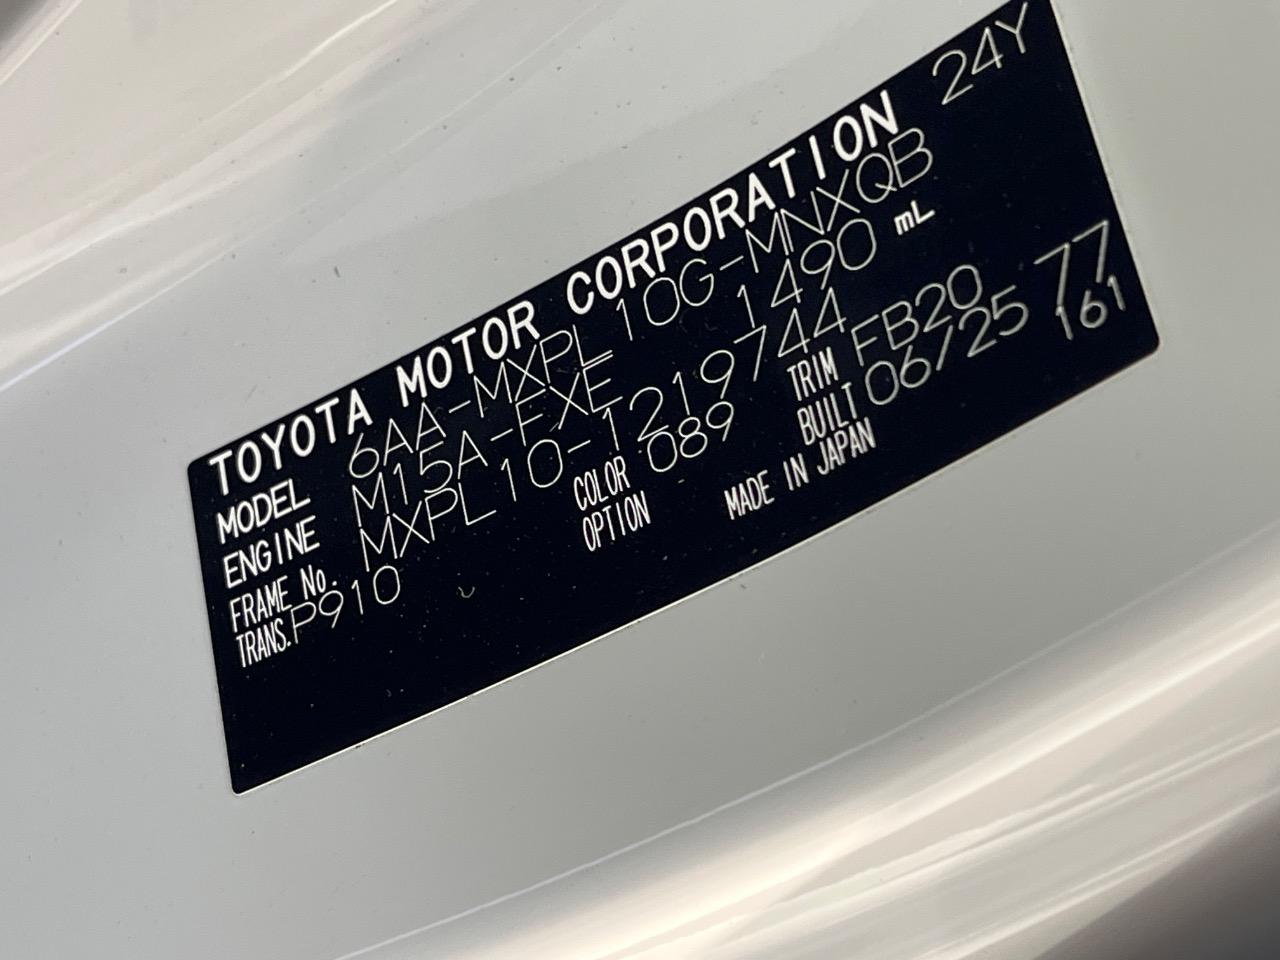 TOYOTA MOTOR CORPORATION 24Y
MODEL 6AA-MXPL10G-MNXQB
ENGINE M15A-FXE 1490 mL
FRAME No. MXPL10-1219744
TRANS. P910 COLOR 089 TRIM FB20 77
OPTION BUILT 06/25 161
MADE IN JAPAN